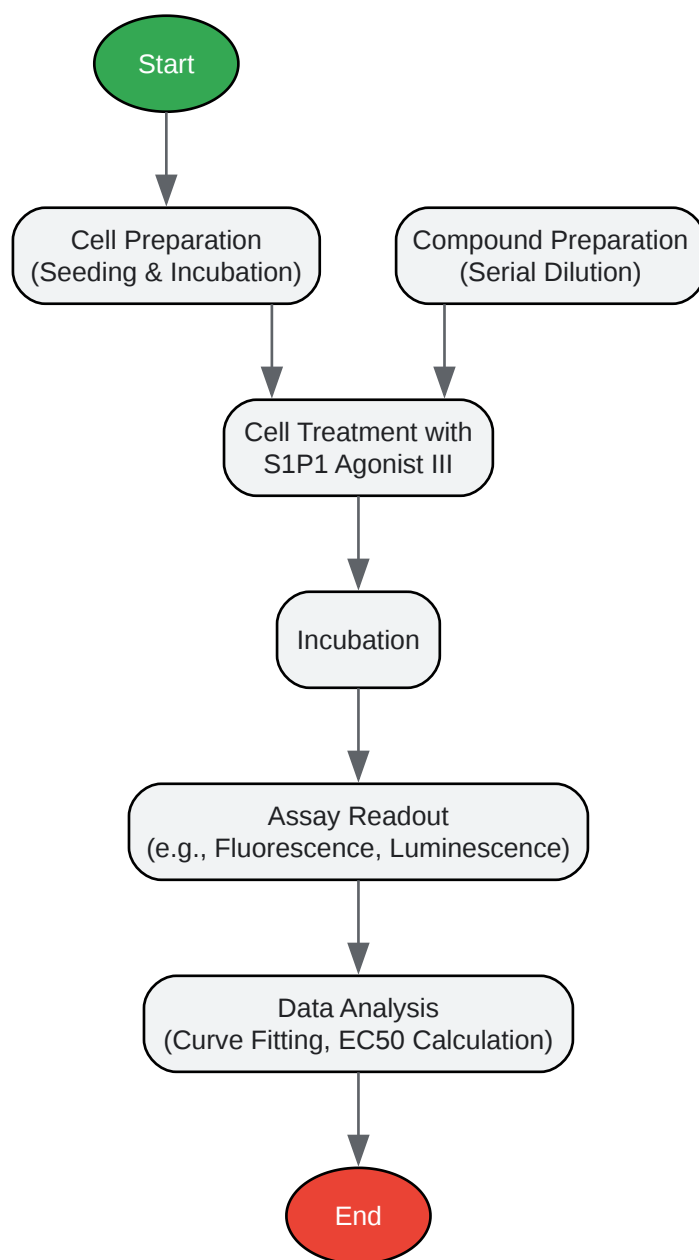 Start
Cell Preparation
(Seeding & Incubation)
Compound Preparation
(Serial Dilution)
Cell Treatment with
S1P1 Agonist III
Incubation
Assay Readout
(e.g., Fluorescence, Luminescence)
Data Analysis
(Curve Fitting, EC50 Calculation)
End